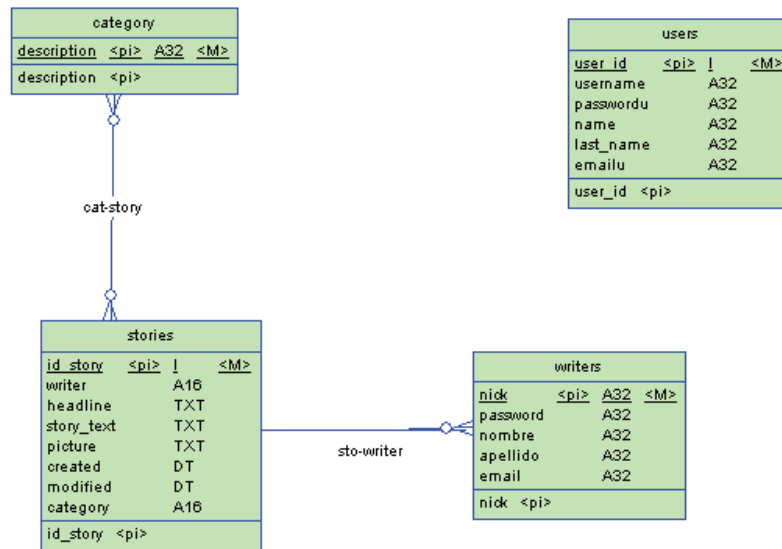 category
description <pi> A32 <M>
description <pi>
cat-story
users
user_id <pi> I <M>
username A32
passwordu A32
name A32
last_name A32
emailu A32
user_id <pi>
stories
id_story <pi> I <M>
writer A16
headline TXT
story_text TXT
picture TXT
created DT
modified DT
category A16
id_story <pi>
sto-writer
writers
nick <pi> A32 <M>
password A32
nombre A32
apellido A32
email A32
nick <pi>